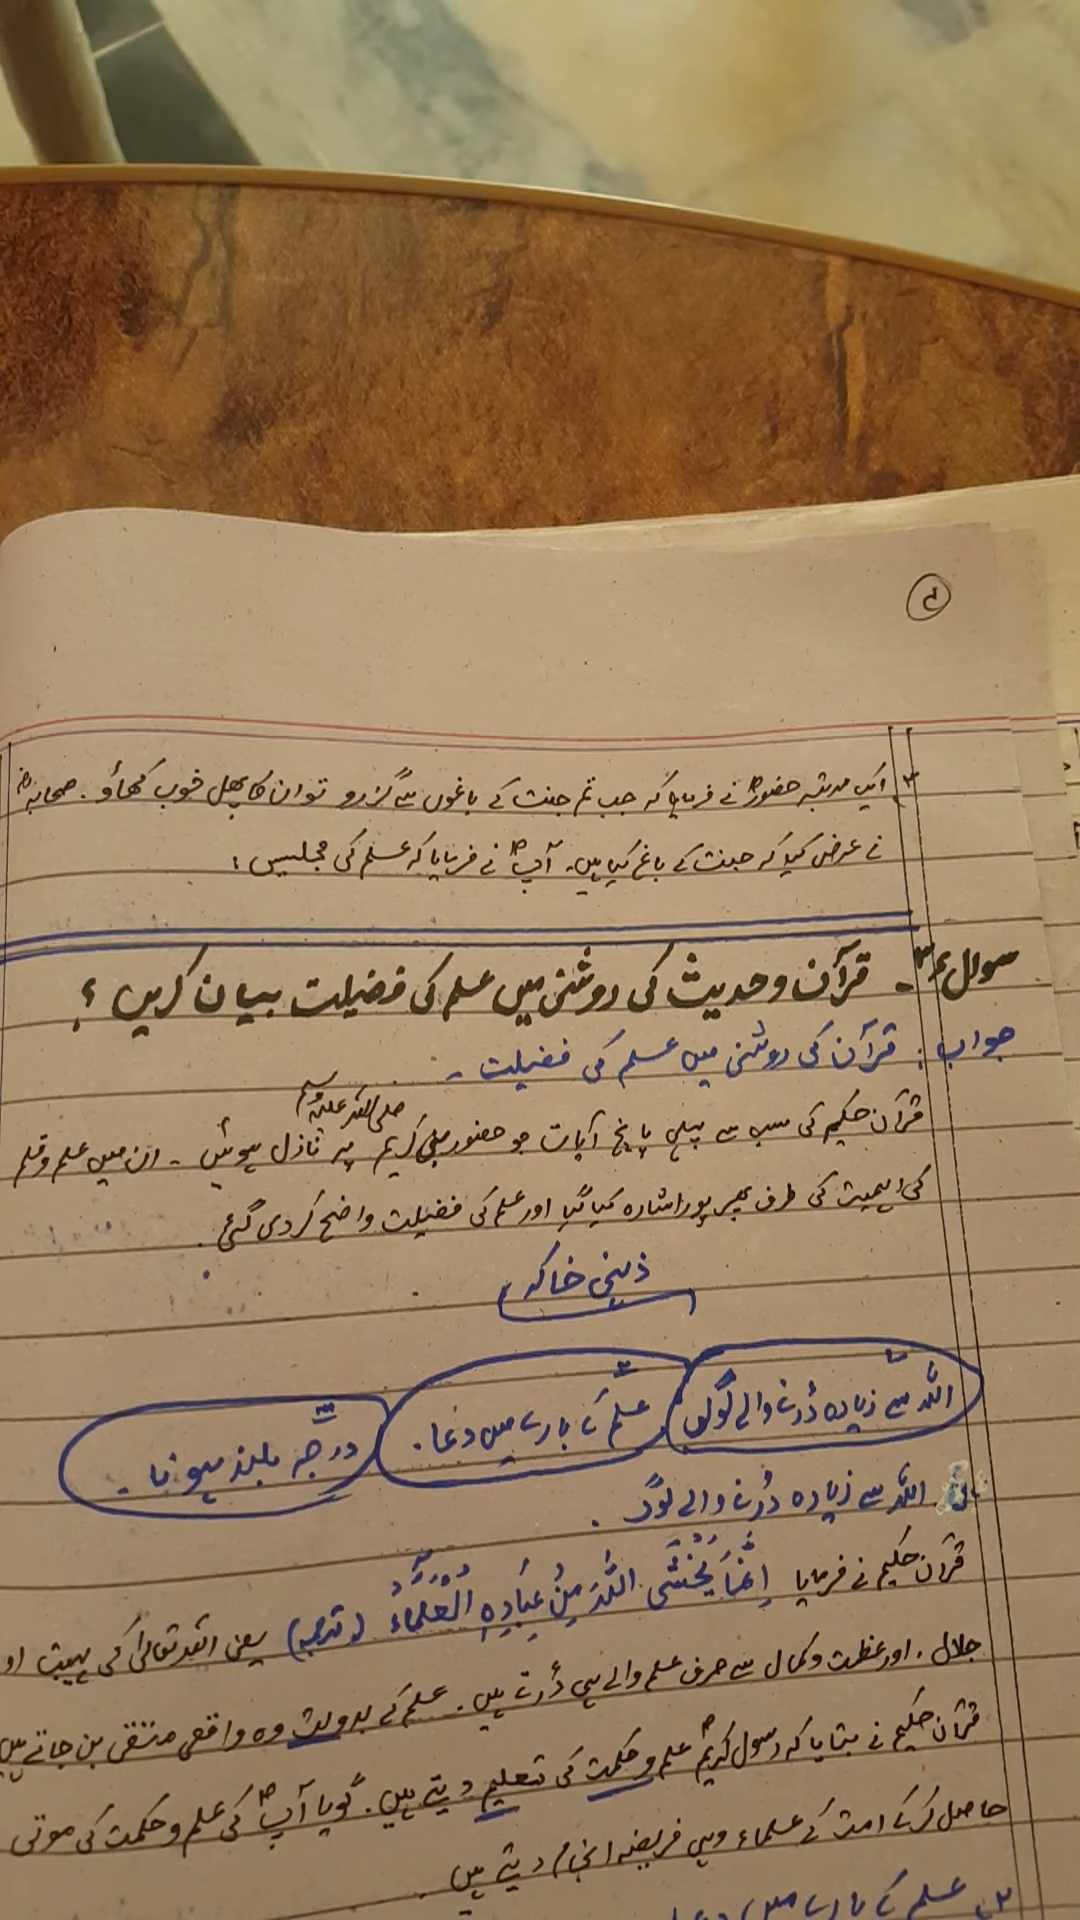 ۴
۳. ایک مرتبہ حضورؐ نے فرمایا کہ جب تم جنت کے باغوں سے گزرو تو ان کا پھل خوب کھاؤ۔ صحابہؓ
نے عرض کیا کہ جنت کے باغ کیا ہیں۔ آپؐ نے فرمایا کہ علم کی مجلسیں؛
سوال ۳۔ قرآن و حدیث کی روشنی میں علم کی فضیلت بیان کریں ؟
جواب : قرآن کی روشنی میں علم کی فضیلت ۔
قرآن حکیم کی سب سے پہلی پانچ آیات جو حضور نبی کریم صلی اللہ علیہ وسلم پر نازل ہوئیں ۔ ان میں علم و قلم
کی اہمیت کی طرف بھرپور اشارہ کیا گیا اور علم کی فضیلت واضح کر دی گئی ۔
ذہنی خاکہ
۱ اللہ سے زیادہ ڈرنے والے لوگ ۲ علم کے بارے میں دعا ۔ ۳ درجہ بلند ہونا ۔
اللہ سے زیادہ ڈرنے والے لوگ ۔
قرآن حکیم نے فرمایا اِنَّمَا یَخْشَی اللّٰہَ مِنْ عِبَادِہِ الْعُلَمَاءُ (ترجمہ) یعنی اللہ تعالیٰ کی ہیبت او
جلال ۔ اور عظمت و کمال سے صرف علم والے ہی ڈرتے ہیں ۔ علم کے بدولت وہ واقعی متقی بن جاتے ہیں
قرآن حکیم نے بتایا کہ رسول کریمؐ علم و حکمت کی تعلیم دیتے ہیں ۔ گویا آپؐ کی علم و حکمت کی موتی
حاصل کر کے امت کے علماء وہی فریضہ انجام دیتے ہیں ۔
۲. علم کے بارے میں دعا